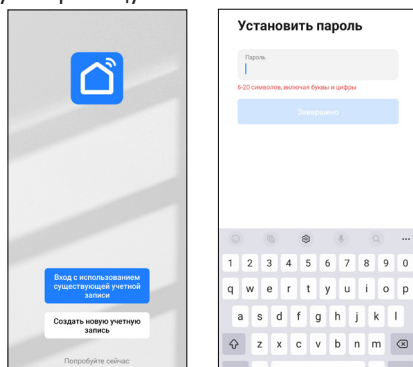 Вход с использованием
существующей учетной
записи
Создать новую учетную
запись
Попробуйте сейчас
Установить пароль
Пароль
6-20 символов, включая буквы и цифры
Завершено
1 2 3 4 5 6 7 8 9 0
q w e r t y u i o p
a s d f g h j k l
z x c v b n m